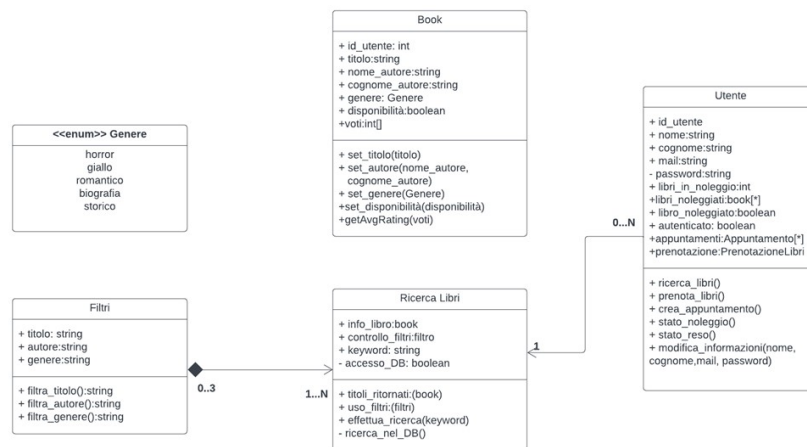 Book
+ id_utente: int
+ titolo:string
+ nome_autore:string
+ cognome_autore:string
+ genere: Genere
+ disponibilità:boolean
+voti:int[]
+ set_titolo(titolo)
+ set_autore(nome_autore,
cognome_autore)
+ set_genere(Genere)
+set_disponibilità(disponibilità)
+getAvgRating(voti)
<<enum>> Genere
horror
giallo
romantico
biografia
storico
Utente
+ id_utente
+ nome:string
+ cognome:string
+ mail:string
- password:string
+ libri_in_noleggio:int
+libri_noleggiati:book[*]
+ libro_noleggiato:boolean
+ autenticato: boolean
+appuntamenti:Appuntamento[*]
+prenotazione:PrenotazioneLibri
+ ricerca_libri()
+ prenota_libri()
+ crea_appuntamento()
+ stato_noleggio()
+ stato_reso()
+ modifica_informazioni(nome,
cognome,mail, password)
0...N
1
Filtri
+ titolo: string
+ autore:string
+ genere:string
+ filtra_titolo():string
+ filtra_autore():string
+ filtra_genere():string
0..3
1...N
Ricerca Libri
+ info_libro:book
+ controllo_filtri:filtro
+ keyword: string
- accesso_DB: boolean
+ titoli_ritornati:(book)
+ uso_filtri:(filtri)
+ effettua_ricerca(keyword)
- ricerca_nel_DB()